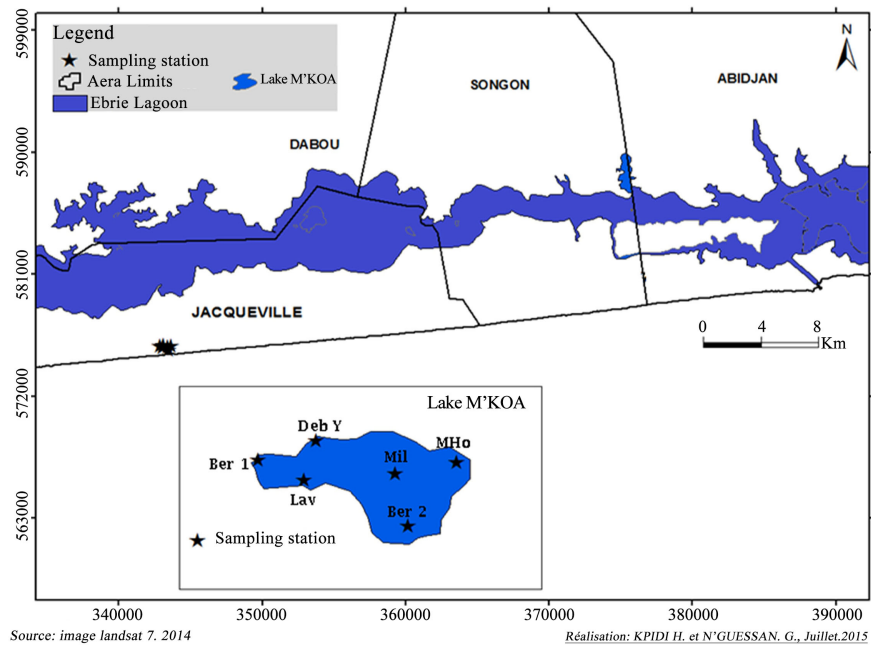 Legend
Sampling station
Aera Limits
Lake M'KOA
Ebrie Lagoon
N
SONGON
ABIDJAN
DABOU
JACQUEVILLE
0 4 8
Km
Lake M'KOA
Deb Y
MHo
Ber 1
Mil
Lav
Ber 2
Sampling station
599000
590000
581000
572000
563000
340000 350000 360000 370000 380000 390000
Source: image landsat 7. 2014
Réalisation: KPIDI H. et N'GUESSAN. G., Juillet.2015